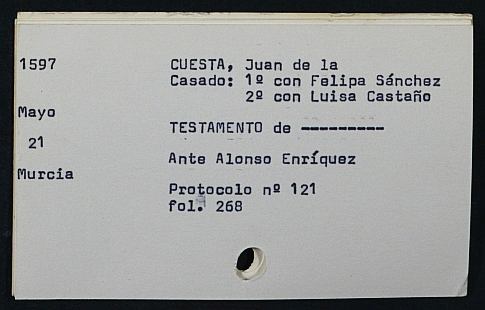 1597
CUESTA, Juan de la
Casado: 1º con Felipa Sánchez
2º con Luisa Castaño
Mayo
TESTAMENTO de ---------
21
Ante Alonso Enríquez
Murcia
Protocolo nº 121
fol. 268